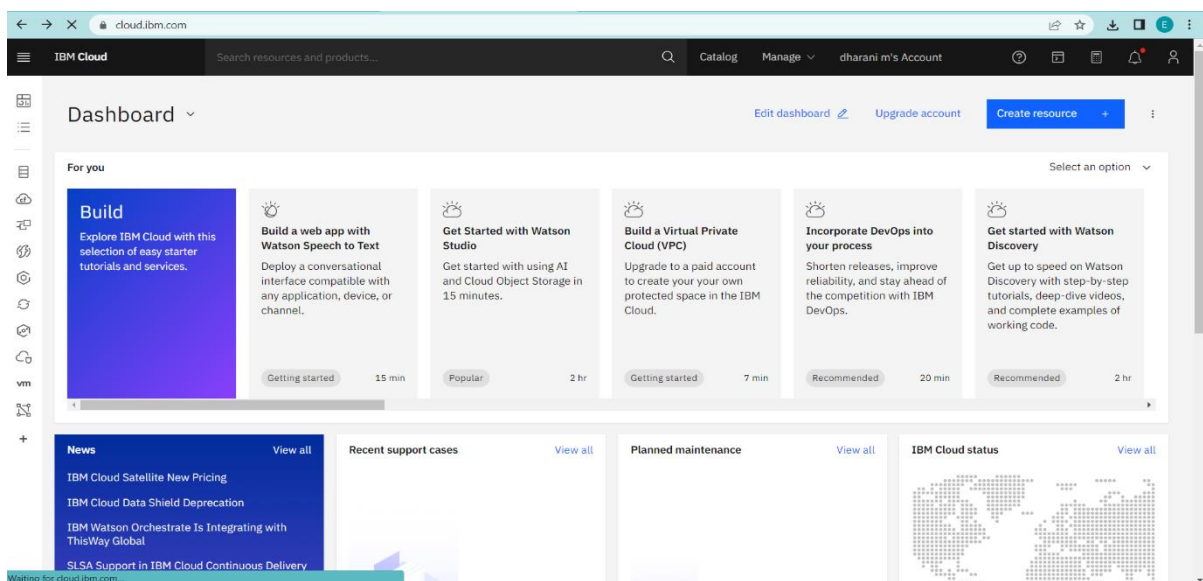 cloud.ibm.com
E
IBM Cloud
Search resources and products...
Catalog
Manage
dharani m's Account
Dashboard
Edit dashboard
Upgrade account
Create resource +
For you
Select an option
Build
Explore IBM Cloud with this
selection of easy starter
tutorials and services.
Build a web app with
Watson Speech to Text
Deploy a conversational
interface compatible with
any application, device, or
channel.
Getting started
15 min
Get Started with Watson
Studio
Get started with using AI
and Cloud Object Storage in
15 minutes.
Popular
2 hr
Build a Virtual Private
Cloud (VPC)
Upgrade to a paid account
to create your your own
protected space in the IBM
Cloud.
Getting started
7 min
Incorporate DevOps into
your process
Shorten releases, improve
reliability, and stay ahead of
the competition with IBM
DevOps.
Recommended
20 min
Get started with Watson
Discovery
Get up to speed on Watson
Discovery with step-by-step
tutorials, deep-dive videos,
and complete examples of
working code.
Recommended
2 hr
vm
News
View all
IBM Cloud Satellite New Pricing
IBM Cloud Data Shield Deprecation
IBM Watson Orchestrate Is Integrating with
ThisWay Global
SLSA Support in IBM Cloud Continuous Delivery
Recent support cases
View all
Planned maintenance
View all
IBM Cloud status
View all
Waiting for cloud.ibm.com...